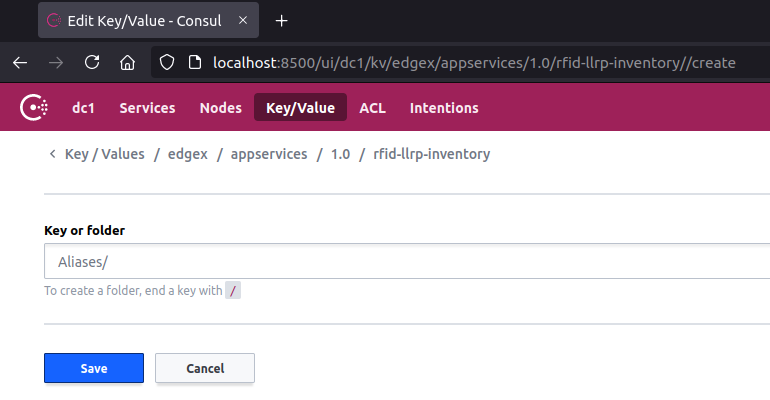 Edit Key/Value - Consul
localhost:8500/ui/dc1/kv/edgex/appservices/1.0/rfid-llrp-inventory//create
dc1 Services Nodes Key/Value ACL Intentions
Key / Values / edgex / appservices / 1.0 / rfid-llrp-inventory
Key or folder
Aliases/
To create a folder, end a key with /
Save Cancel